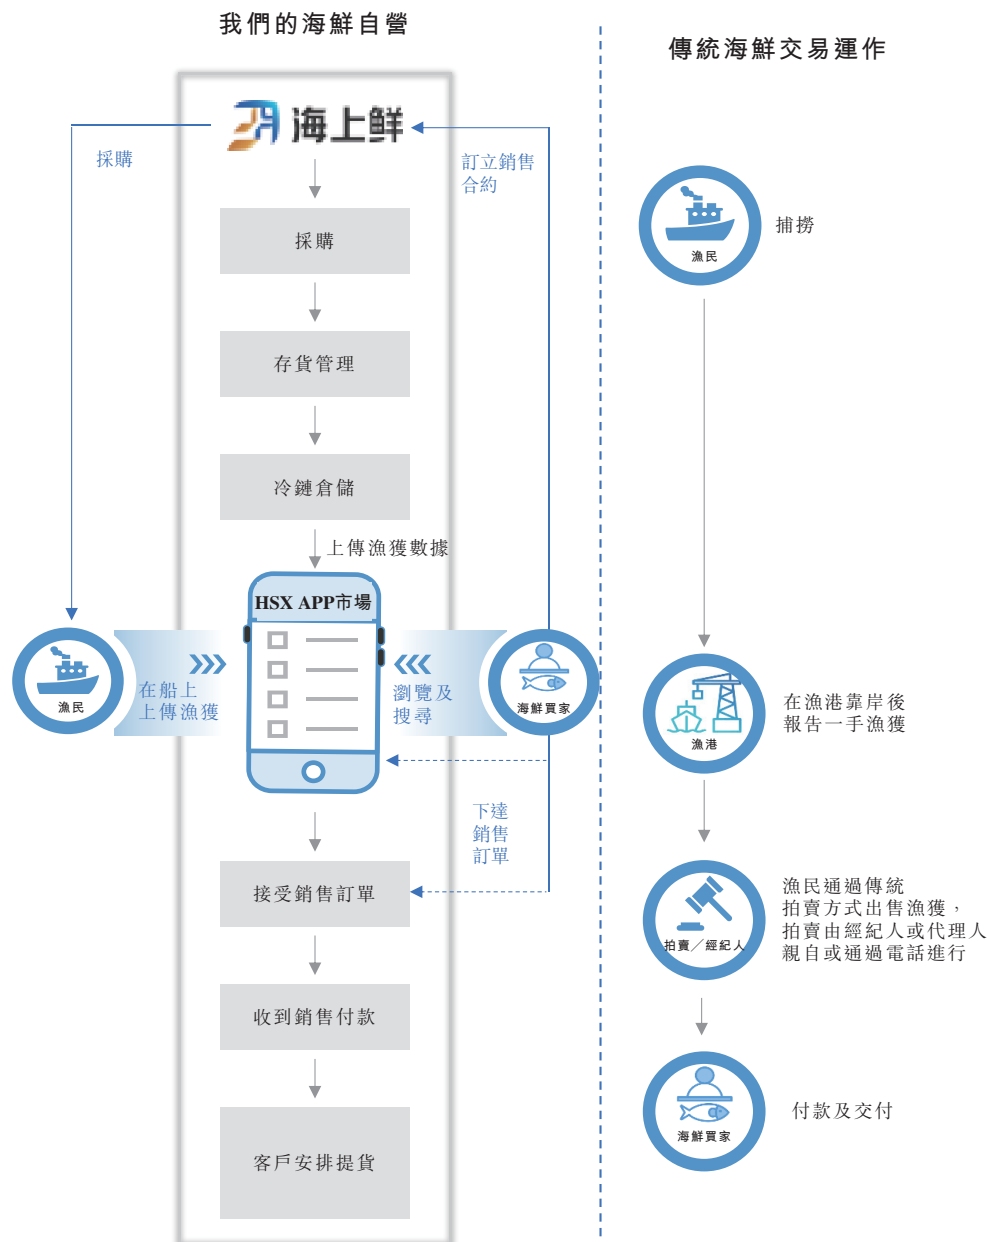 我們的海鮮自營
海上鲜
採購
訂立銷售
合約
採購
存貨管理
冷鏈倉儲
上傳漁獲數據
HSX APP市場
漁民
在船上
上傳漁獲
瀏覽及
搜尋
海鮮買家
下達
銷售
訂單
接受銷售訂單
收到銷售付款
客戶安排提貨
傳統海鮮交易運作
漁民
捕撈
漁港
在漁港靠岸後
報告一手漁獲
拍賣／經紀人
漁民通過傳統
拍賣方式出售漁獲，
拍賣由經紀人或代理人
親自或通過電話進行
海鮮買家
付款及交付